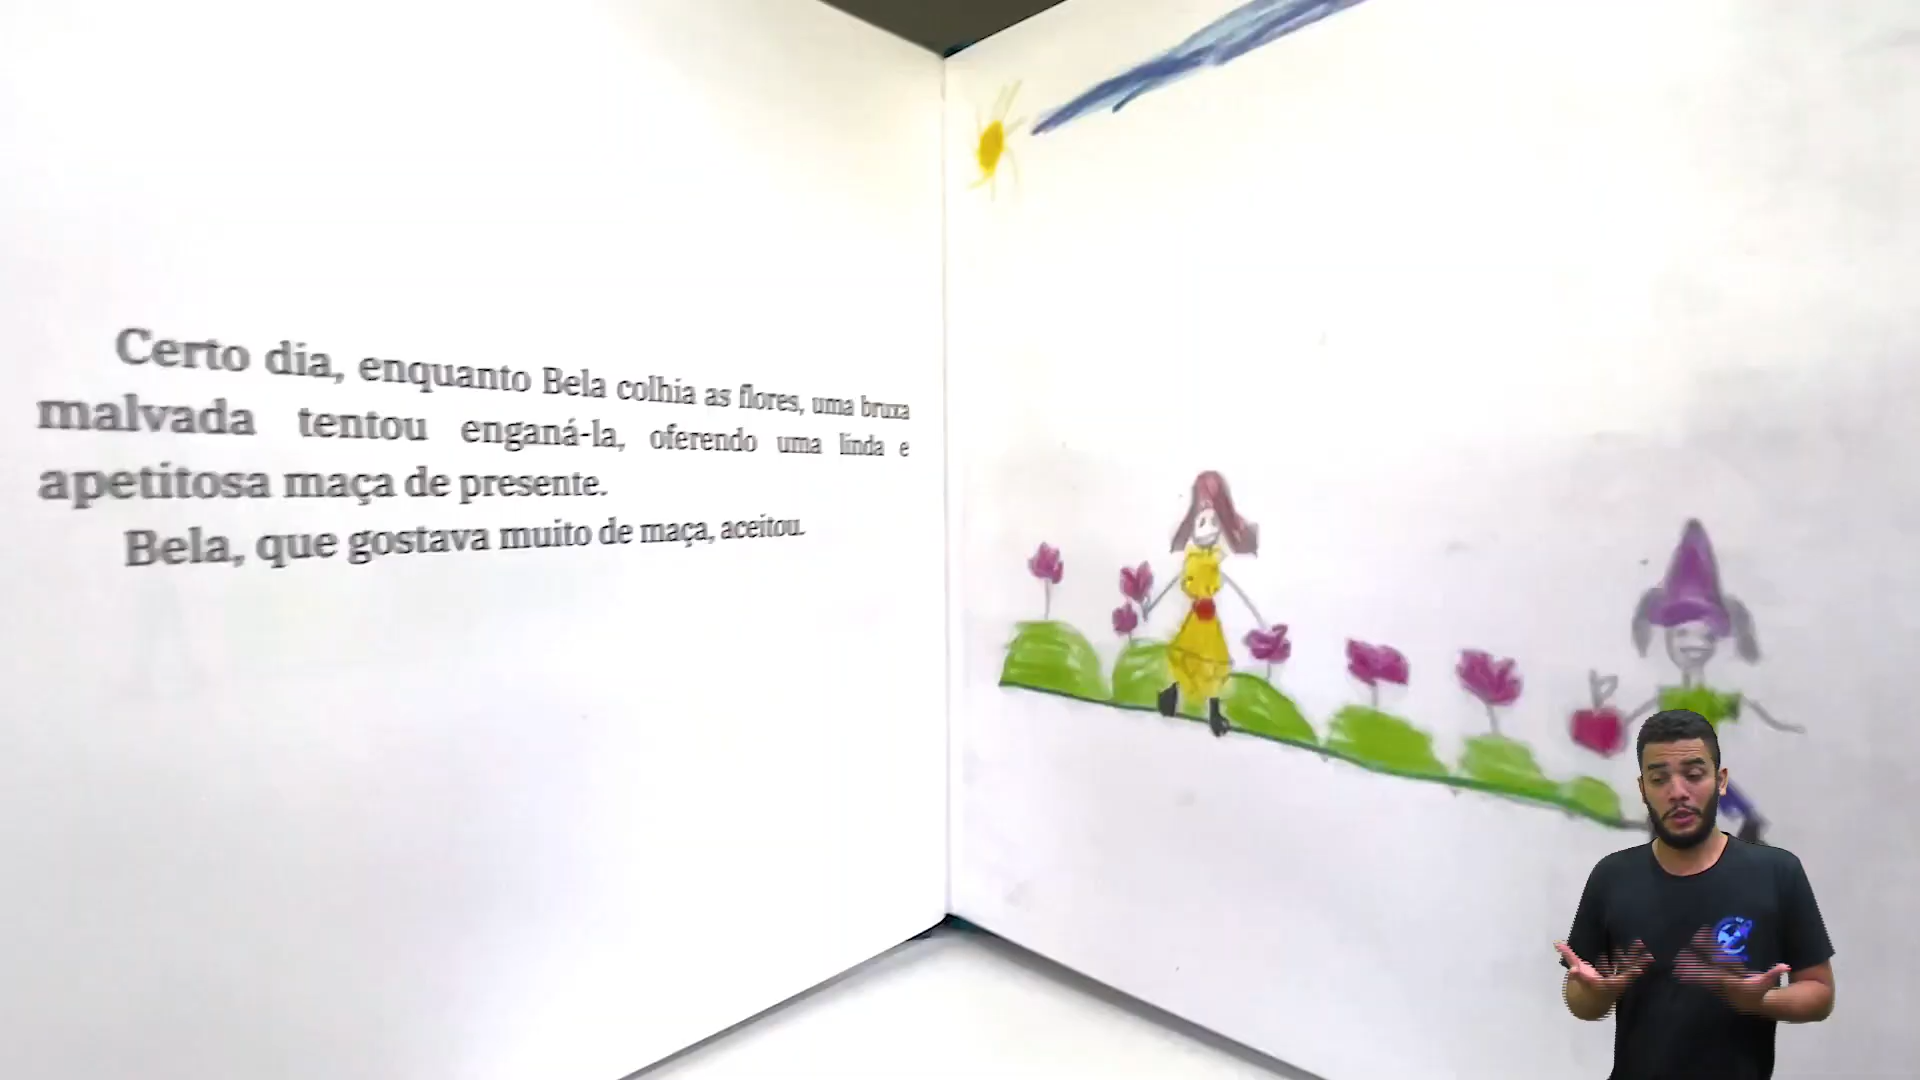 Certo dia, enquanto Bela colhia as flores, uma bruxa
malvada tentou enganá-la, oferendo uma linda e
apetitosa maça de presente.
Bela, que gostava muito de maça, aceitou.